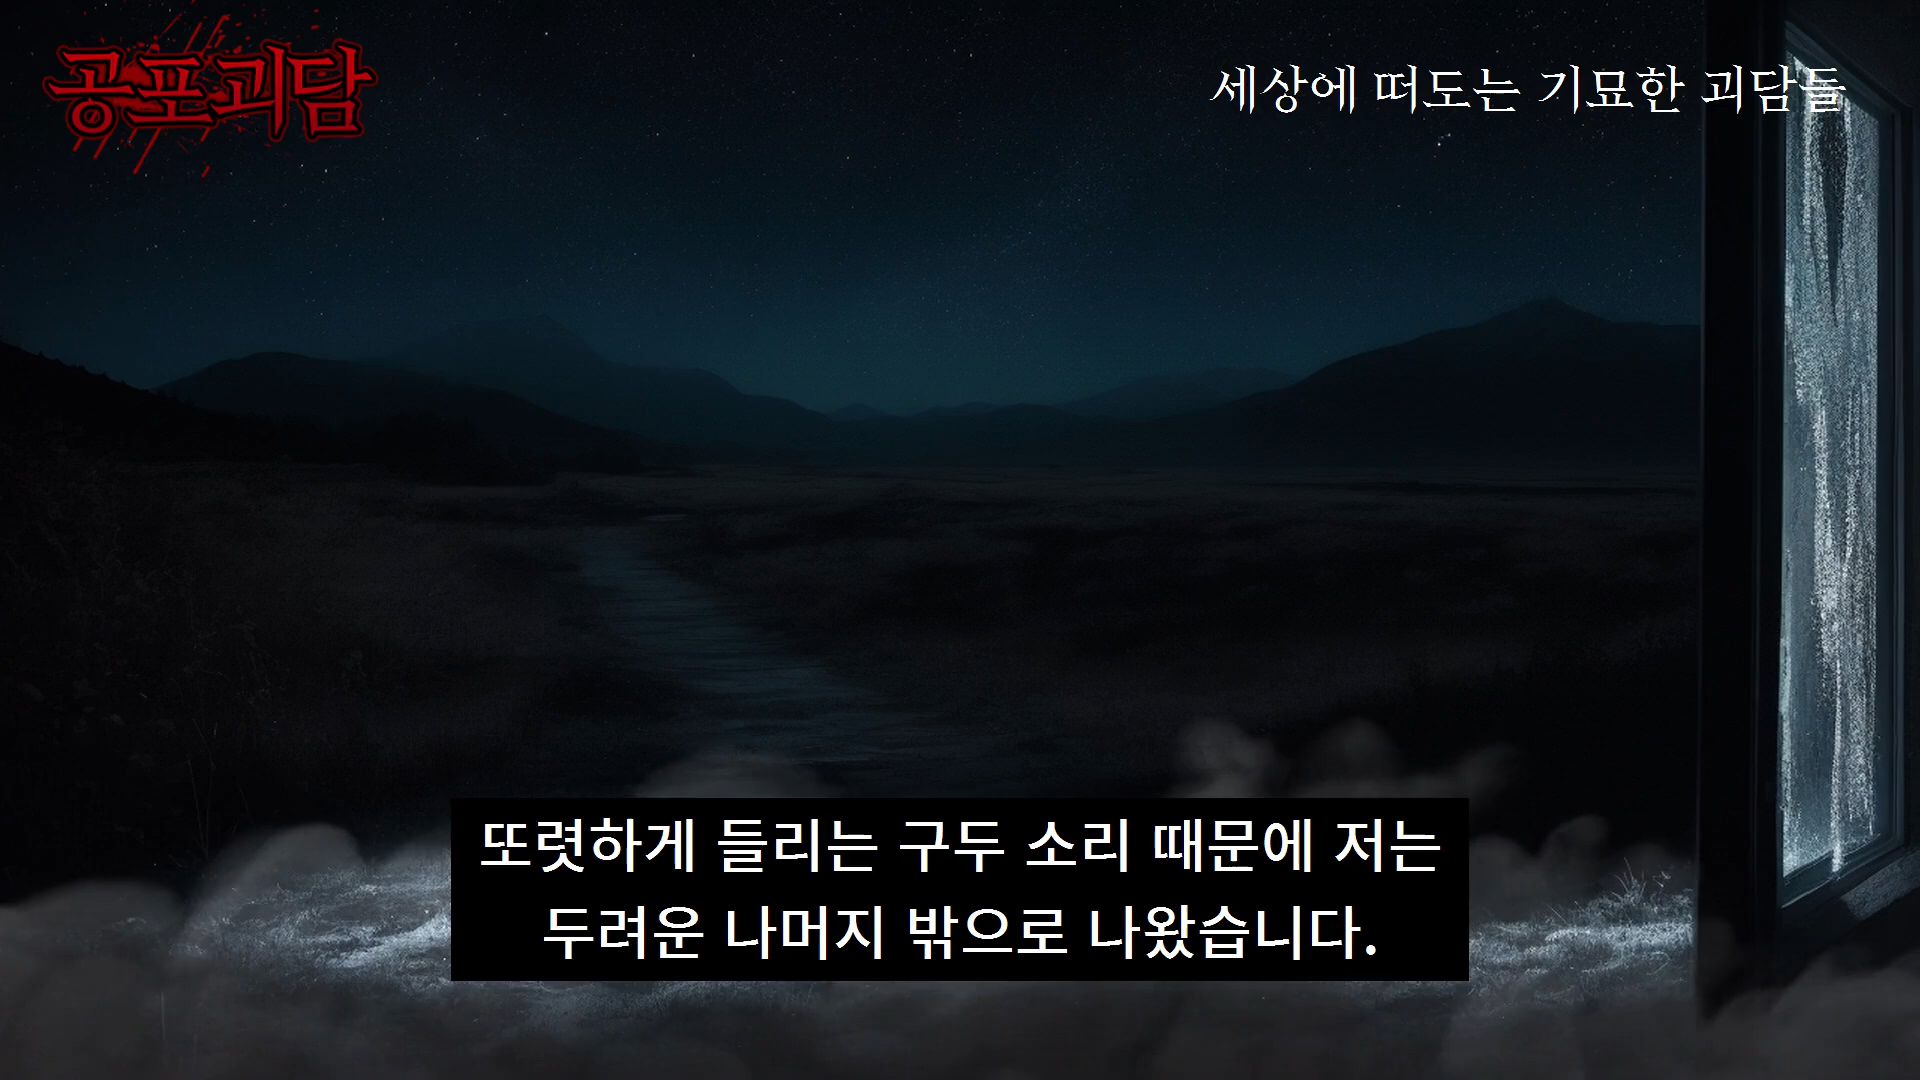 공포괴담
세상에 떠도는 기묘한 괴담들
또렷하게 들리는 구두 소리 때문에 저는
두려운 나머지 밖으로 나왔습니다.